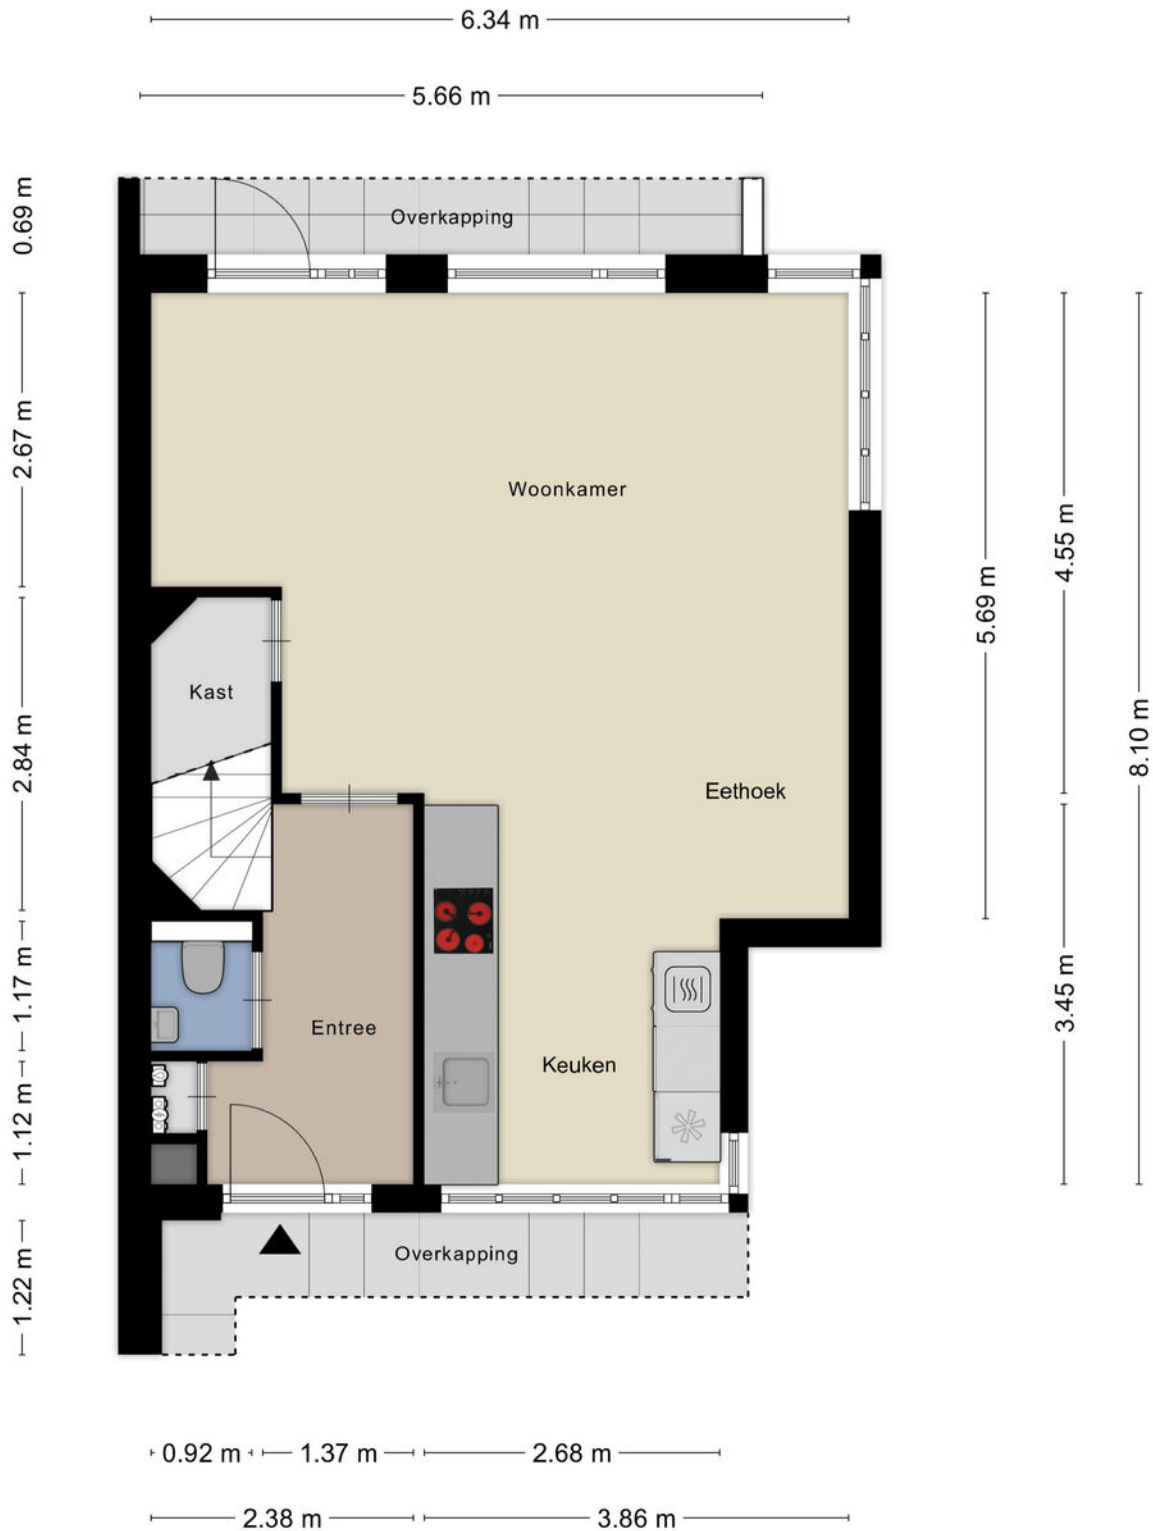 6.34 m
5.66 m
0.69 m
Overkapping
2.67 m
Woonkamer
4.55 m
5.69 m
8.10 m
Kast
2.84 m
Eethoek
1.17 m
3.45 m
Entree
Keuken
1.12 m
Overkapping
1.22 m
0.92 m
1.37 m
2.68 m
2.38 m
3.86 m